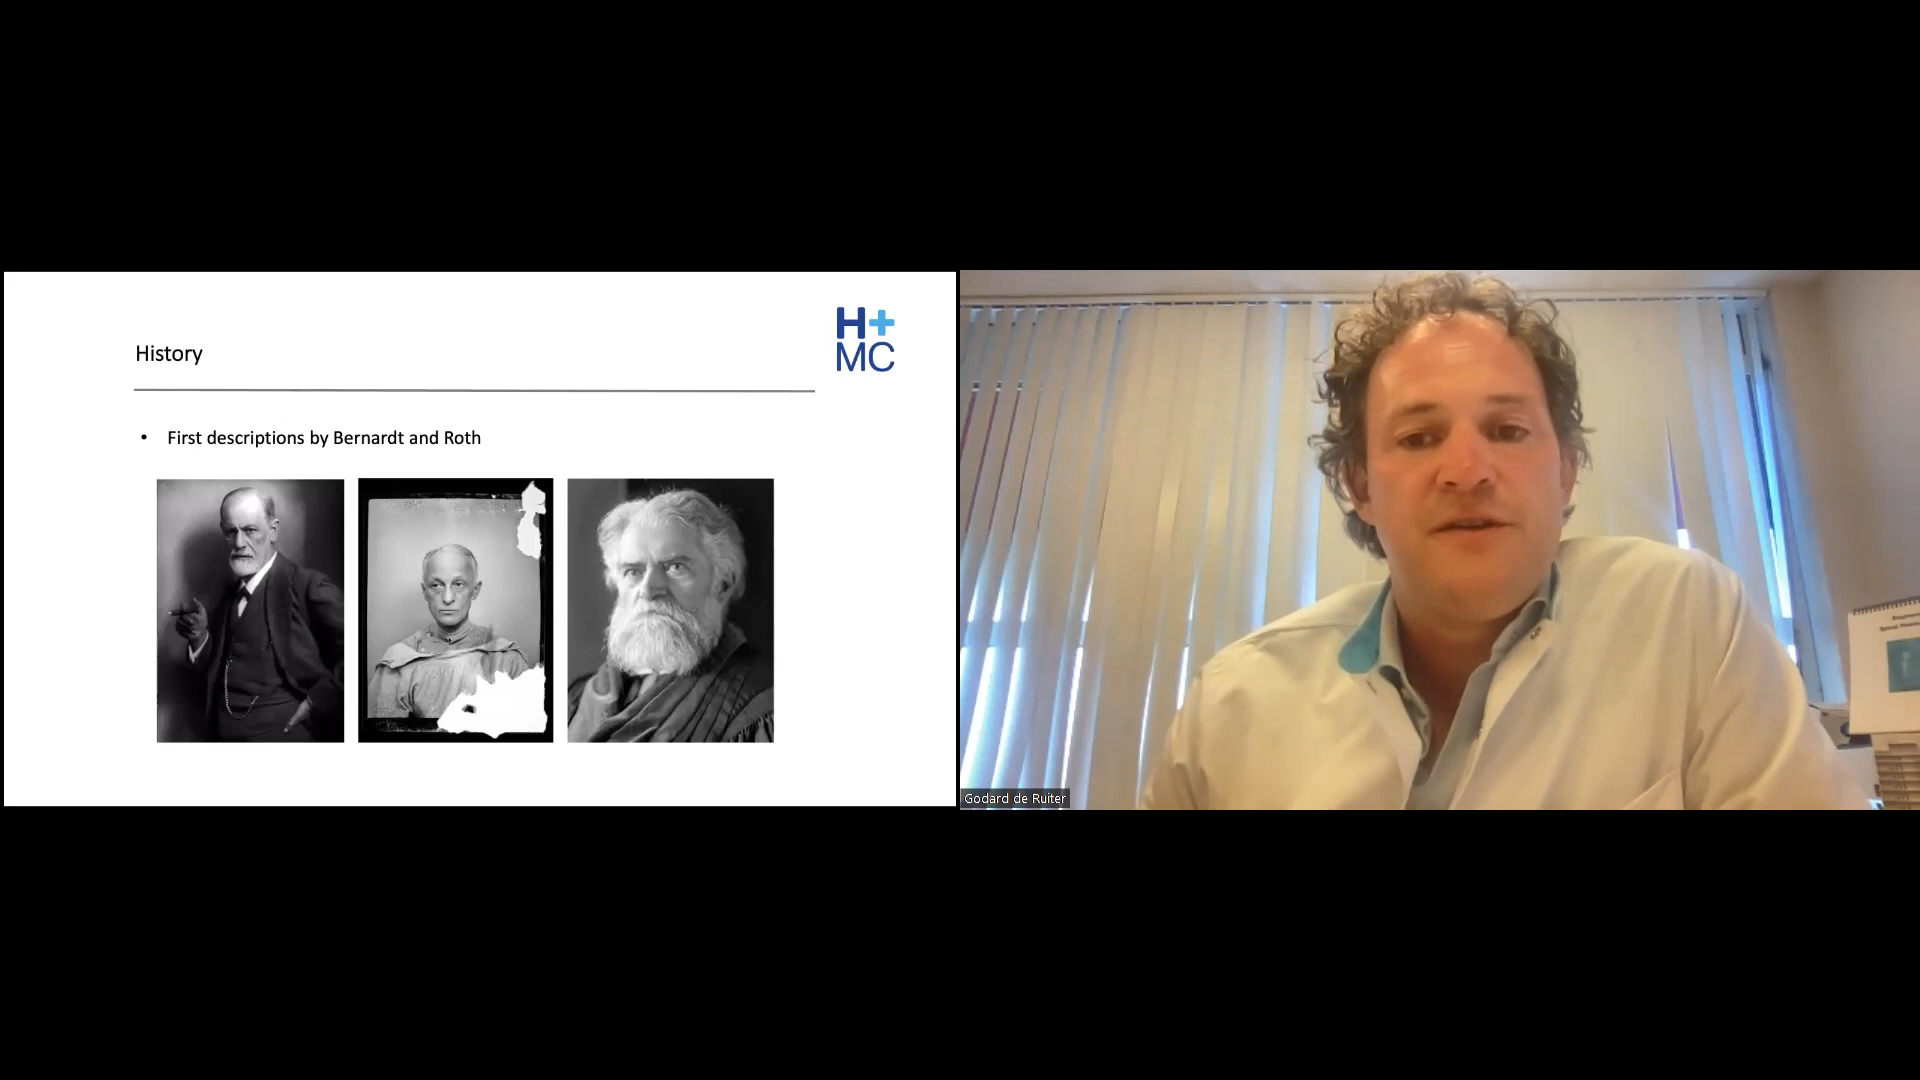 H+
MC
History
• First descriptions by Bernardt and Roth
Godard de Ruiter